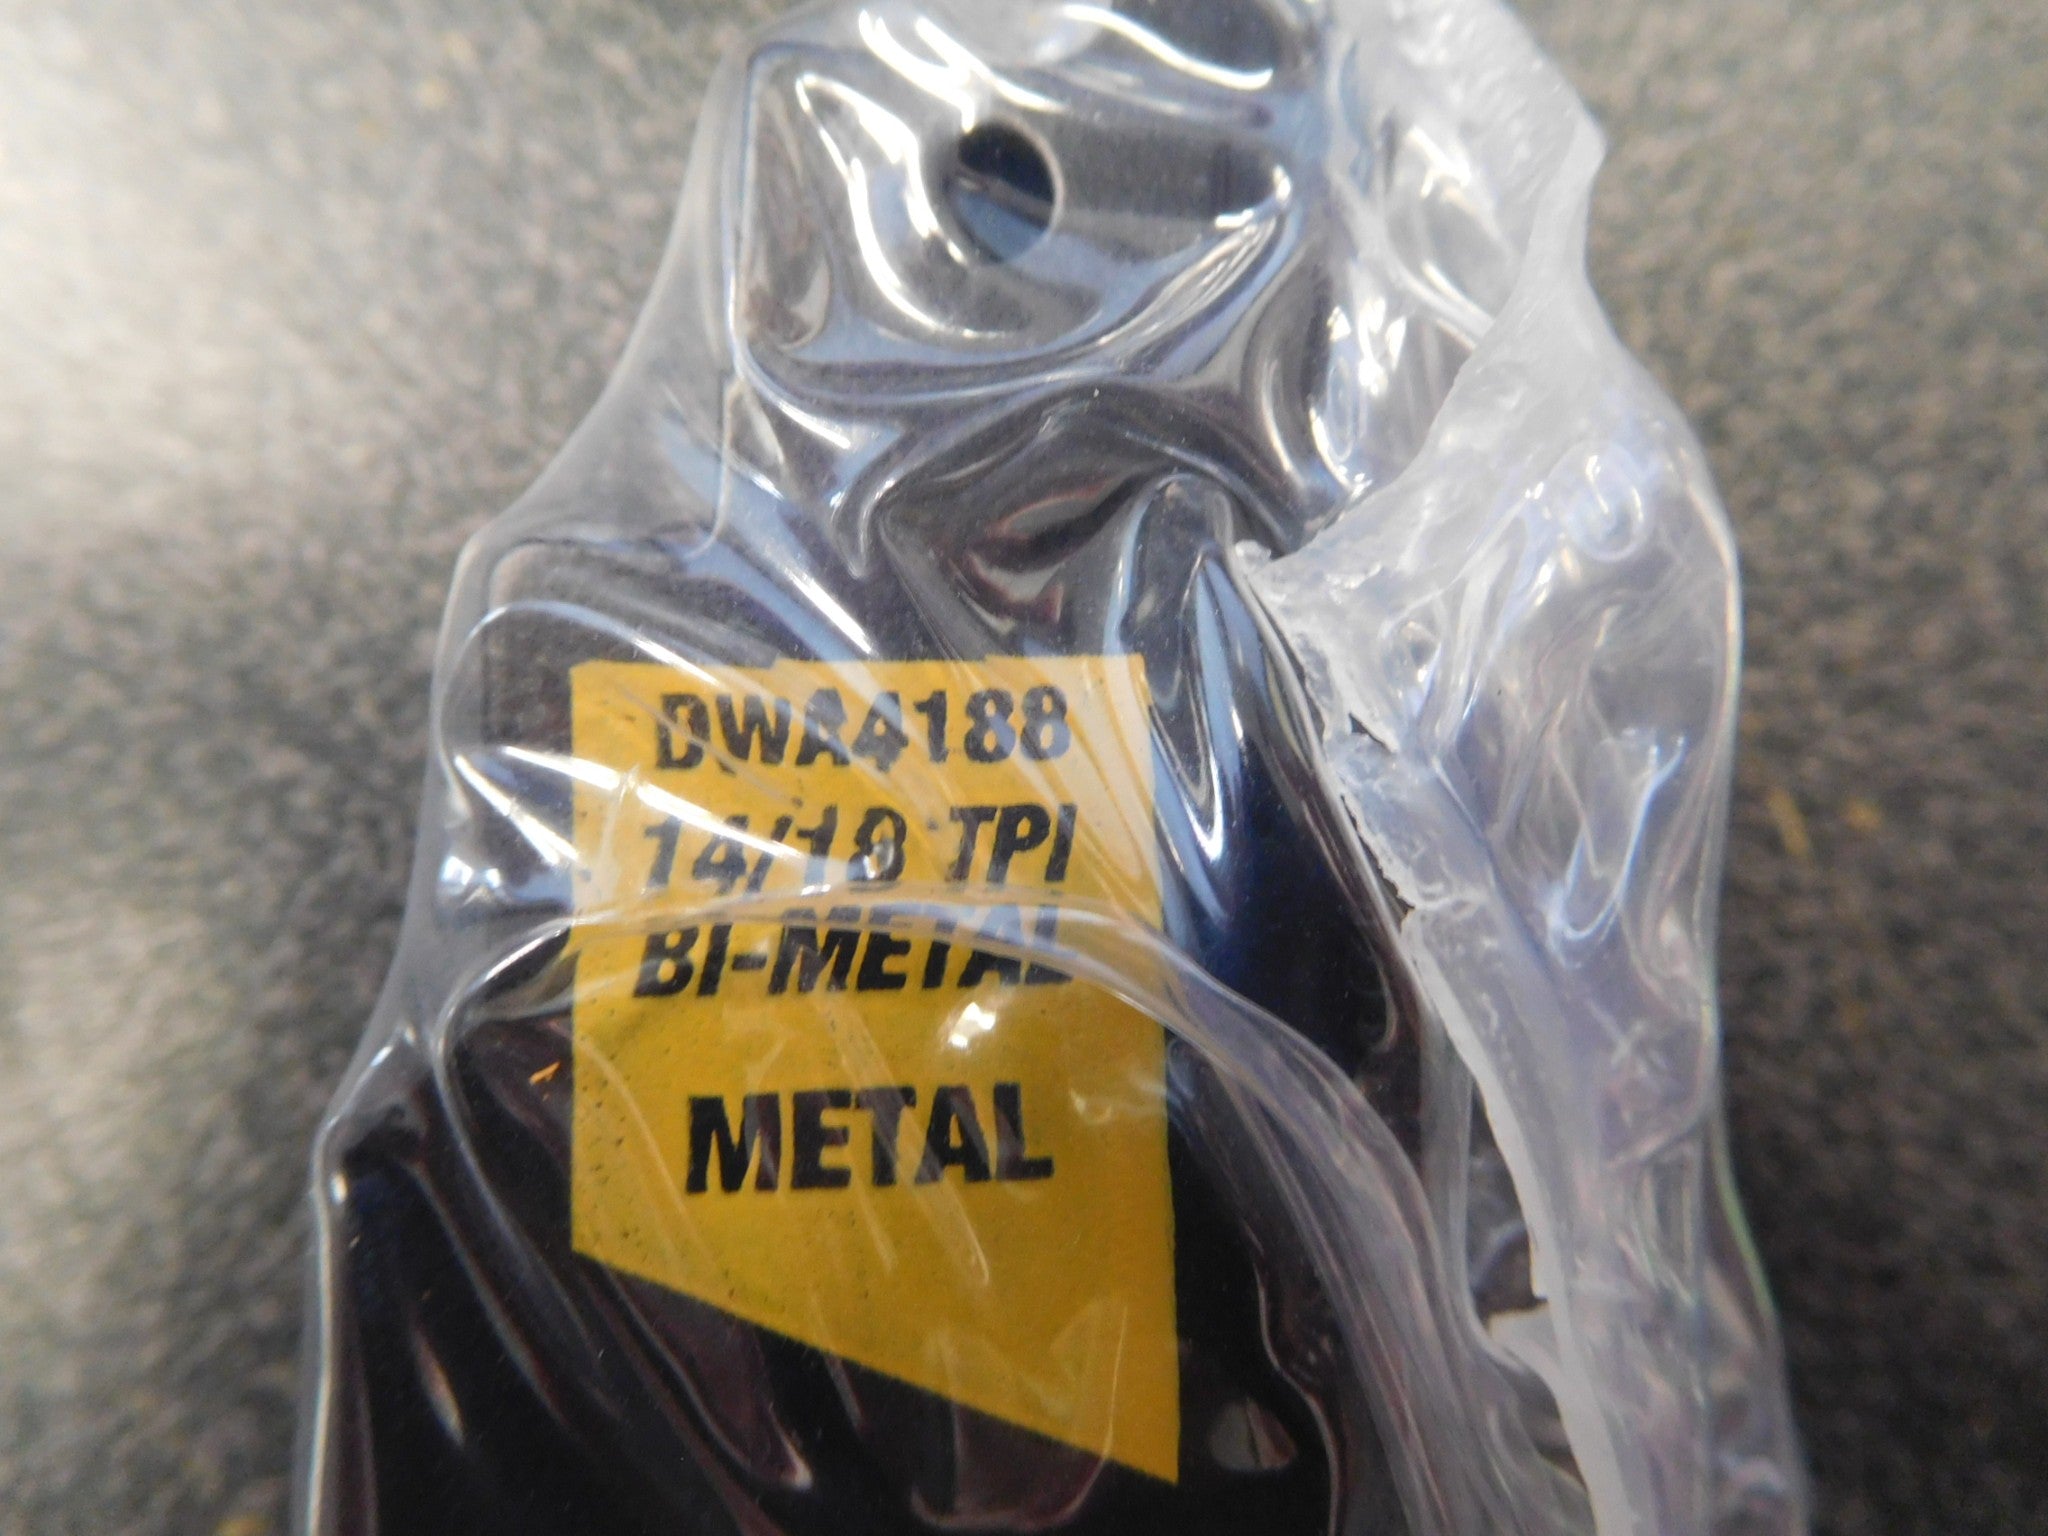 DWA4188
14/18 TPI
BI-METAL
METAL